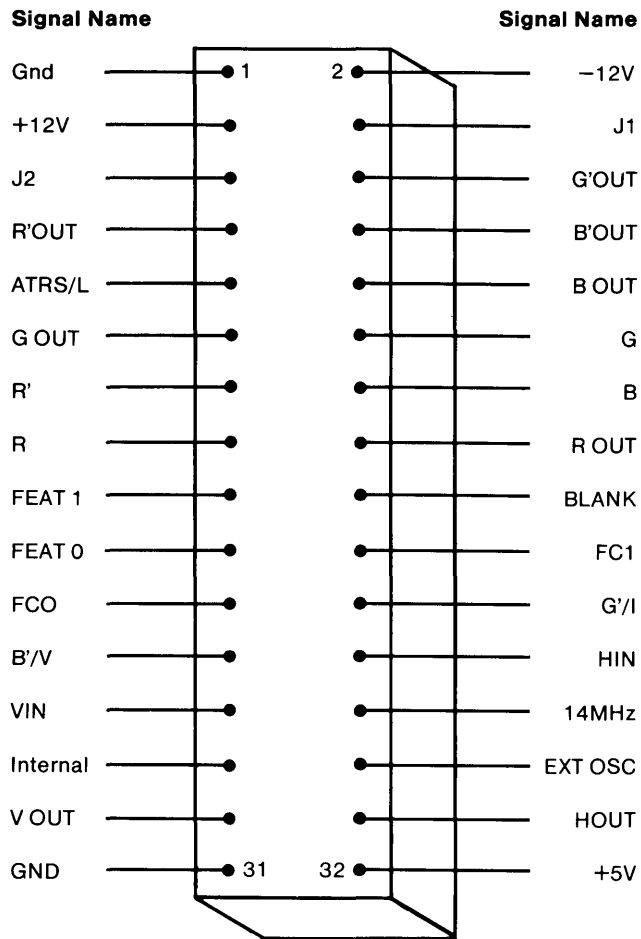 Signal Name Signal Name
Gnd 1 2 −12V
+12V J1
J2 G'OUT
R'OUT B'OUT
ATRS/L B OUT
G OUT G
R' B
R R OUT
FEAT 1 BLANK
FEAT 0 FC1
FCO G'/I
B'/V HIN
VIN 14MHz
Internal EXT OSC
V OUT HOUT
GND 31 32 +5V